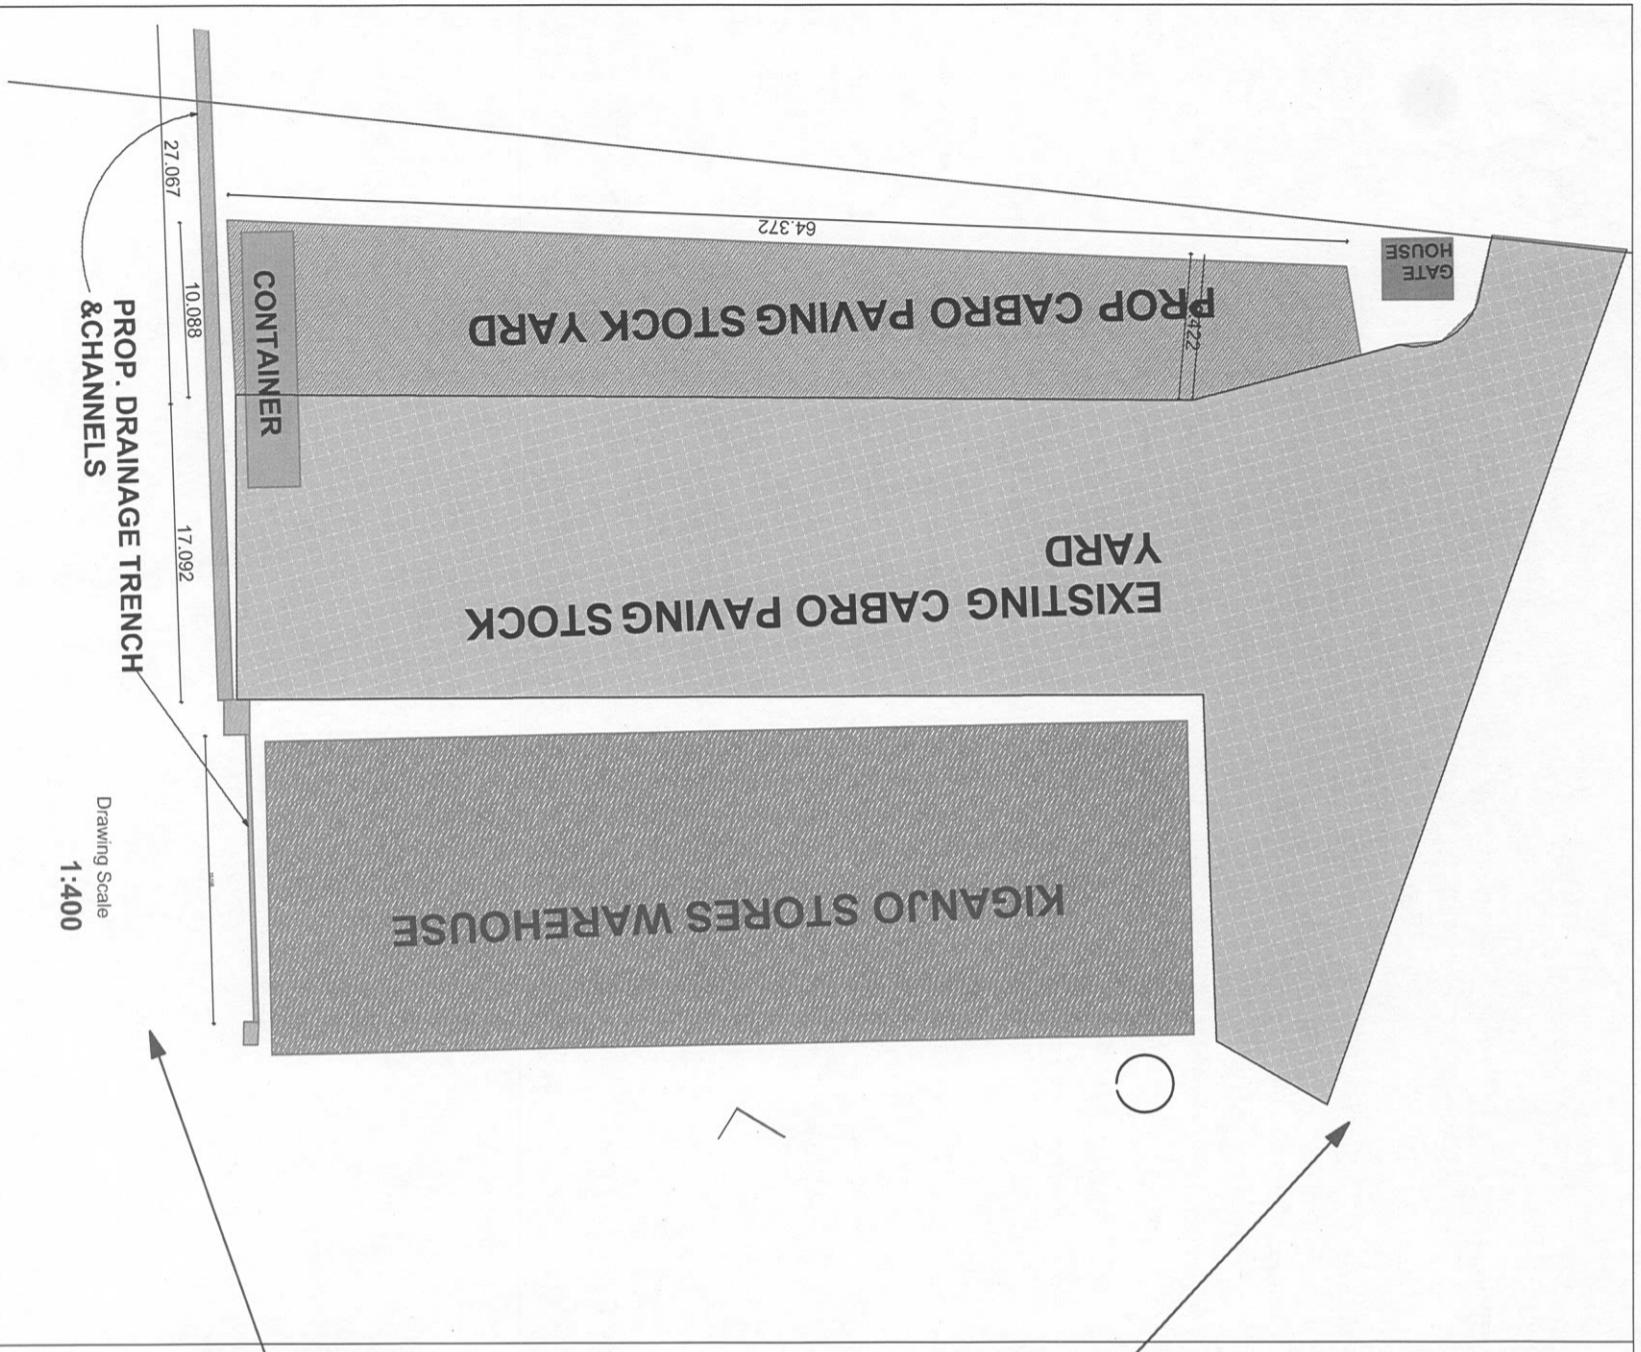 GATE
HOUSE
64.372
27.067
10.088
CONTAINER
PROP CABRO PAVING STOCK YARD
17.092
PROP. DRAINAGE TRENCH
&CHANNELS
EXISTING CABRO PAVING STOCK
YARD
KIGANJO STORES WAREHOUSE
Drawing Scale
1:400